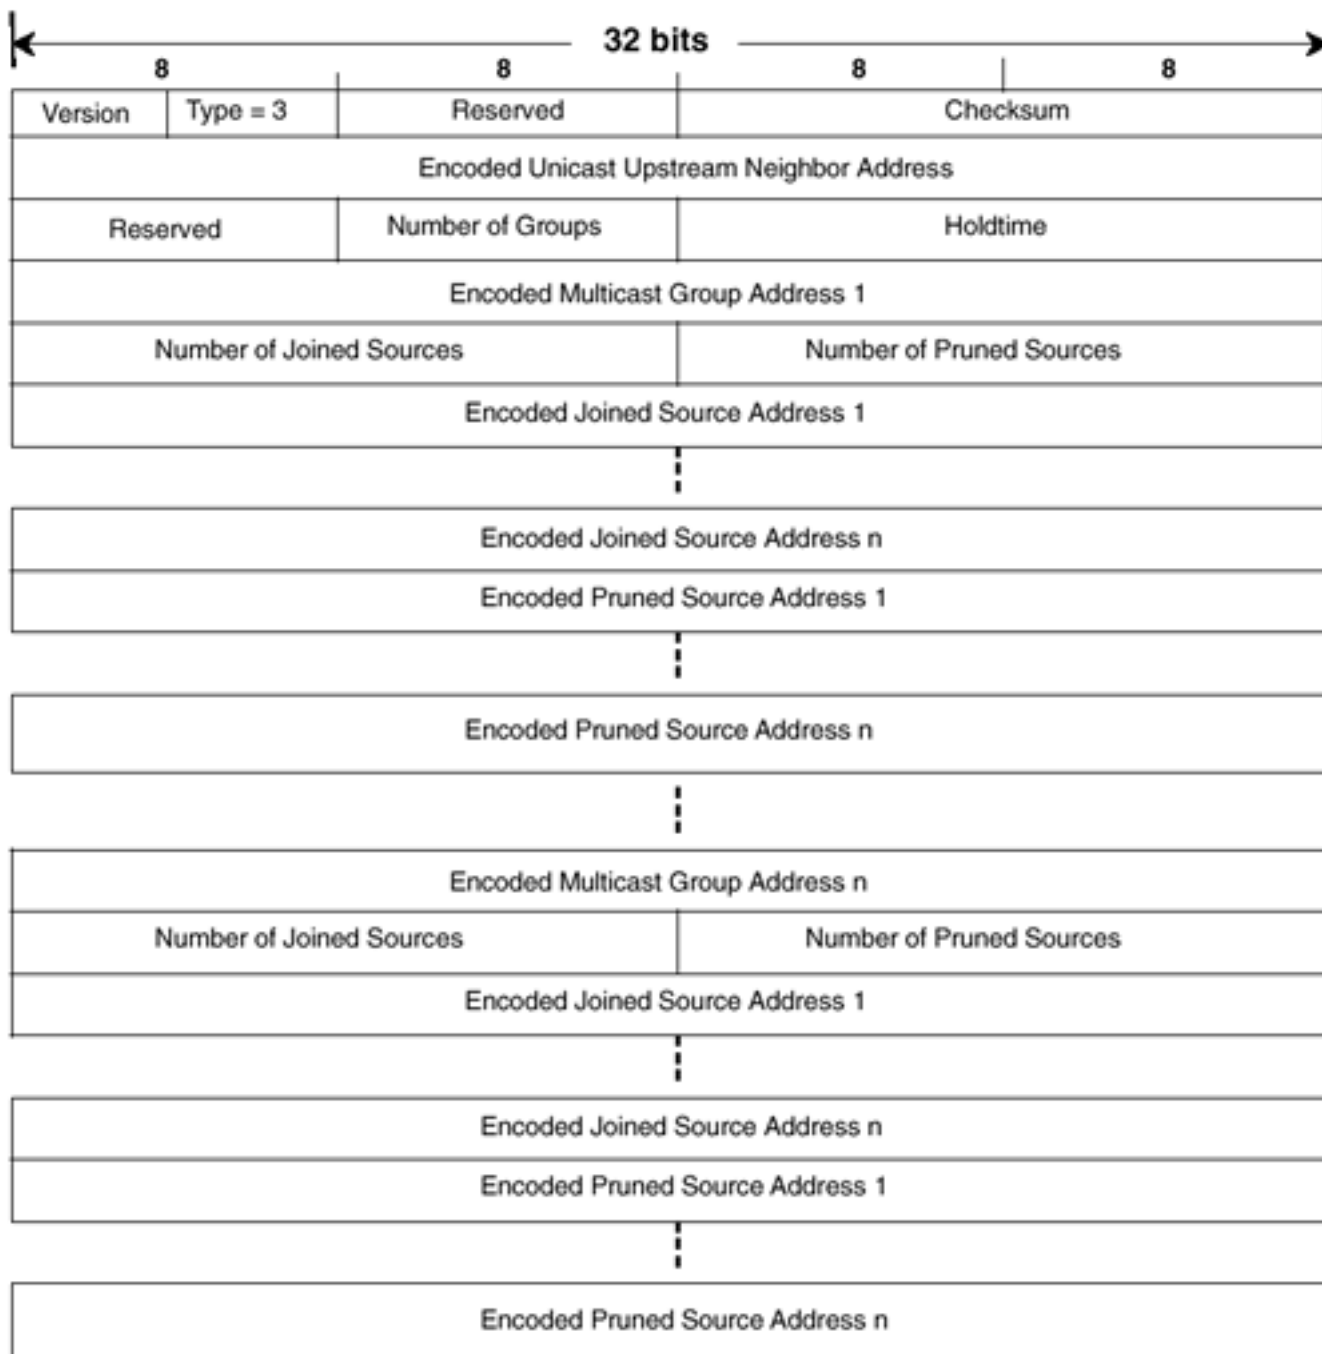 32 bits
8 8 8 8
Version Type = 3 Reserved Checksum
Encoded Unicast Upstream Neighbor Address
Reserved Number of Groups Holdtime
Encoded Multicast Group Address 1
Number of Joined Sources Number of Pruned Sources
Encoded Joined Source Address 1
Encoded Joined Source Address n
Encoded Pruned Source Address 1
Encoded Pruned Source Address n
Encoded Multicast Group Address n
Number of Joined Sources Number of Pruned Sources
Encoded Joined Source Address 1
Encoded Joined Source Address n
Encoded Pruned Source Address 1
Encoded Pruned Source Address n